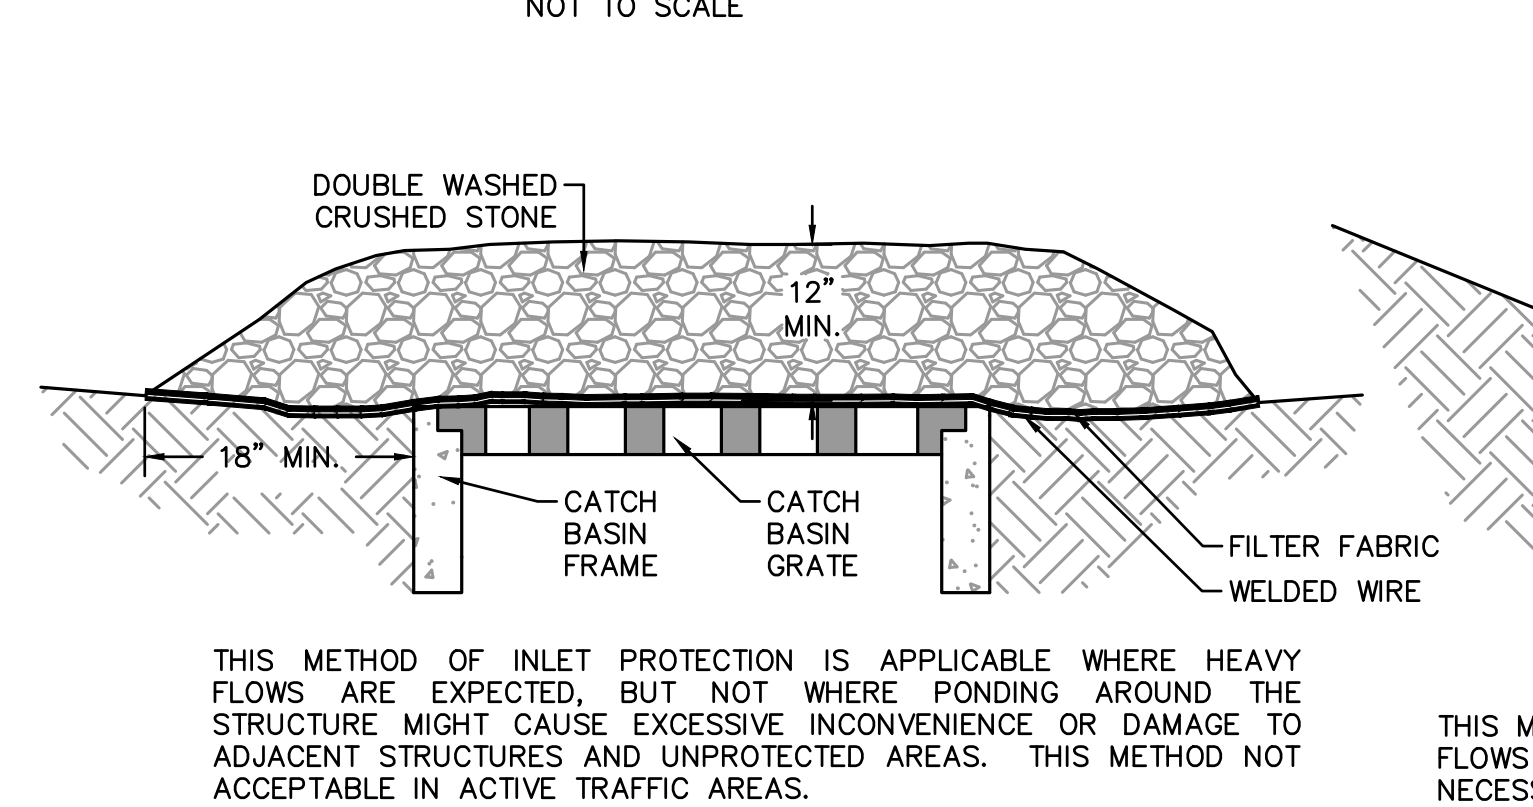 NOT TO SCALE
DOUBLE WASHED
CRUSHED STONE
12”
MIN.
18” MIN.
CATCH
BASIN
FRAME
CATCH
BASIN
GRATE
FILTER FABRIC
WELDED WIRE
THIS METHOD OF INLET PROTECTION IS APPLICABLE WHERE HEAVY
FLOWS ARE EXPECTED, BUT NOT WHERE PONDING AROUND THE
STRUCTURE MIGHT CAUSE EXCESSIVE INCONVENIENCE OR DAMAGE TO
ADJACENT STRUCTURES AND UNPROTECTED AREAS. THIS METHOD NOT
ACCEPTABLE IN ACTIVE TRAFFIC AREAS.
THIS
FLOWS